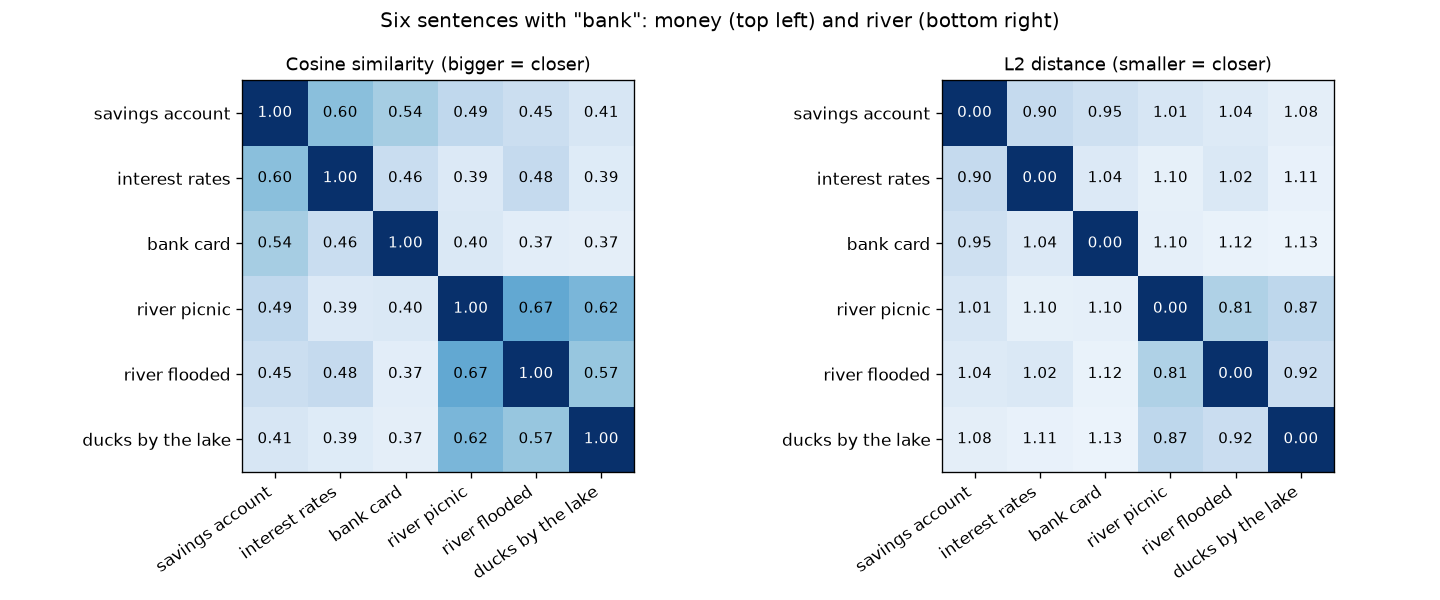 Six sentences with "bank": money (top left) and river (bottom right)
Cosine similarity (bigger = closer)
savings account 1.00 0.60 0.54 0.49 0.45 0.41
interest rates 0.60 1.00 0.46 0.39 0.48 0.39
bank card 0.54 0.46 1.00 0.40 0.37 0.37
river picnic 0.49 0.39 0.40 1.00 0.67 0.62
river flooded 0.45 0.48 0.37 0.67 1.00 0.57
ducks by the lake 0.41 0.39 0.37 0.62 0.57 1.00
savings account
interest rates
bank card
river picnic
river flooded
ducks by the lake
L2 distance (smaller = closer)
savings account 0.00 0.90 0.95 1.01 1.04 1.08
interest rates 0.90 0.00 1.04 1.10 1.02 1.11
bank card 0.95 1.04 0.00 1.10 1.12 1.13
river picnic 1.01 1.10 1.10 0.00 0.81 0.87
river flooded 1.04 1.02 1.12 0.81 0.00 0.92
ducks by the lake 1.08 1.11 1.13 0.87 0.92 0.00
savings account
interest rates
bank card
river picnic
river flooded
ducks by the lake